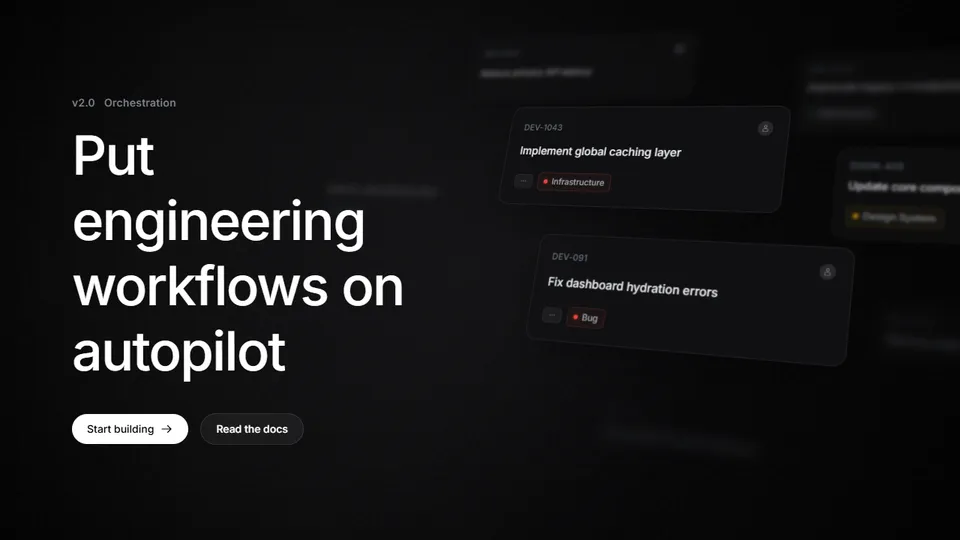 v2.0 Orchestration
Put
engineering
workflows on
autopilot
Start building →
Read the docs
DEV-1043
Implement global caching layer
···
Infrastructure
DEV-091
Fix dashboard hydration errors
···
Bug
Update core compo
Design System